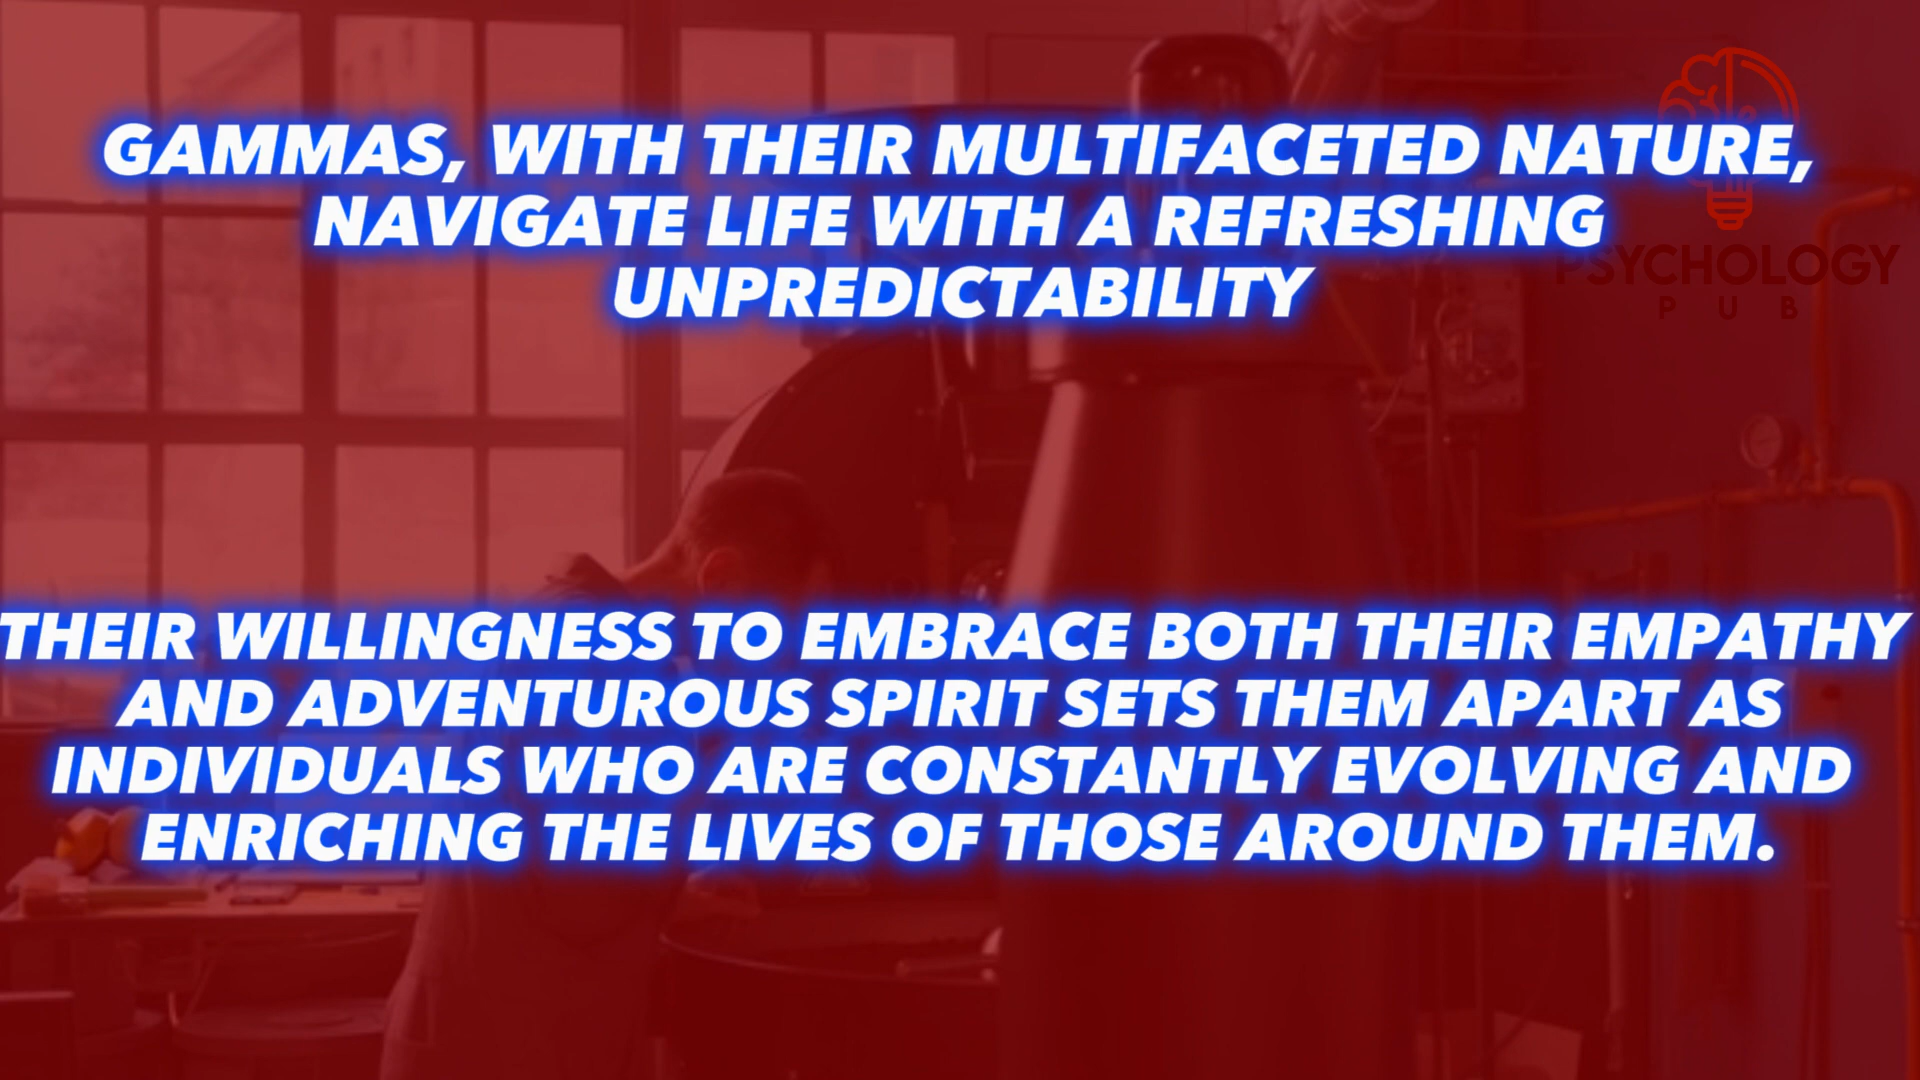 GAMMAS, WITH THEIR MULTIFACETED NATURE,
NAVIGATE LIFE WITH A REFRESHING
UNPREDICTABILITY
PSYCHOLOGY
PUB
THEIR WILLINGNESS TO EMBRACE BOTH THEIR EMPATHY
AND ADVENTUROUS SPIRIT SETS THEM APART AS
INDIVIDUALS WHO ARE CONSTANTLY EVOLVING AND
ENRICHING THE LIVES OF THOSE AROUND THEM.